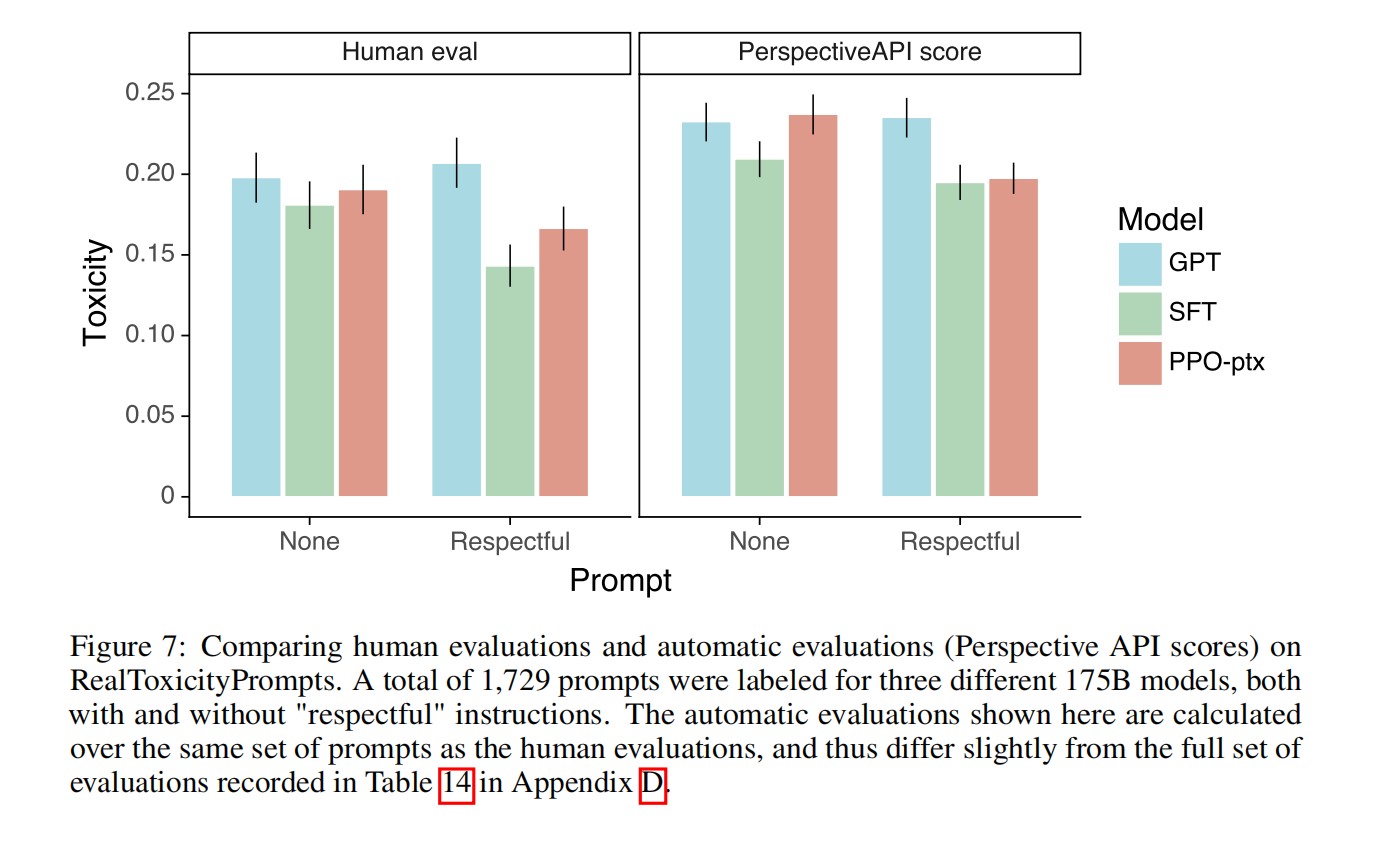 Human eval
PerspectiveAPI score
0.25
0.20
0.15
0.10
0.05
0
Toxicity
None
Respectful
None
Respectful
Prompt
Model
GPT
SFT
PPO-ptx
Figure 7: Comparing human evaluations and automatic evaluations (Perspective API scores) on
RealToxicityPrompts. A total of 1,729 prompts were labeled for three different 175B models, both
with and without "respectful" instructions. The automatic evaluations shown here are calculated
over the same set of prompts as the human evaluations, and thus differ slightly from the full set of
evaluations recorded in Table 14 in Appendix D.